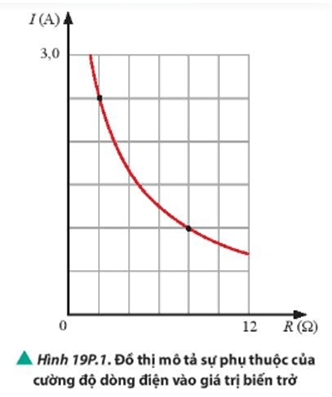 I (A)
3,0
0
12
R (Ω)
▲ Hình 19P.1. Đồ thị mô tả sự phụ thuộc của
cường độ dòng điện vào giá trị biến trở